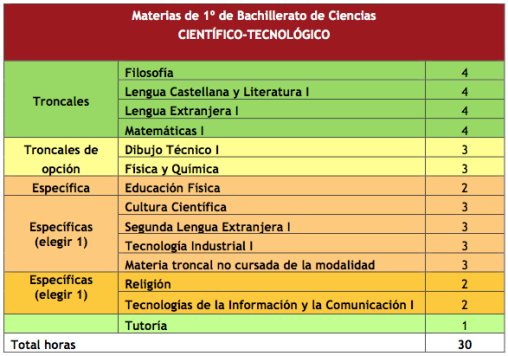 Materias de 1º de Bachillerato de Ciencias
CIENTÍFICO-TECNOLÓGICO
Troncales
Filosofía 4
Lengua Castellana y Literatura I 4
Lengua Extranjera I 4
Matemáticas I 4
Troncales de
opción
Dibujo Técnico I 3
Física y Química 3
Específica Educación Física 2
Específicas
(elegir 1)
Cultura Científica 3
Segunda Lengua Extranjera I 3
Tecnología Industrial I 3
Materia troncal no cursada de la modalidad 3
Específicas
(elegir 1)
Religión 2
Tecnologías de la Información y la Comunicación I 2
Tutoría 1
Total horas 30